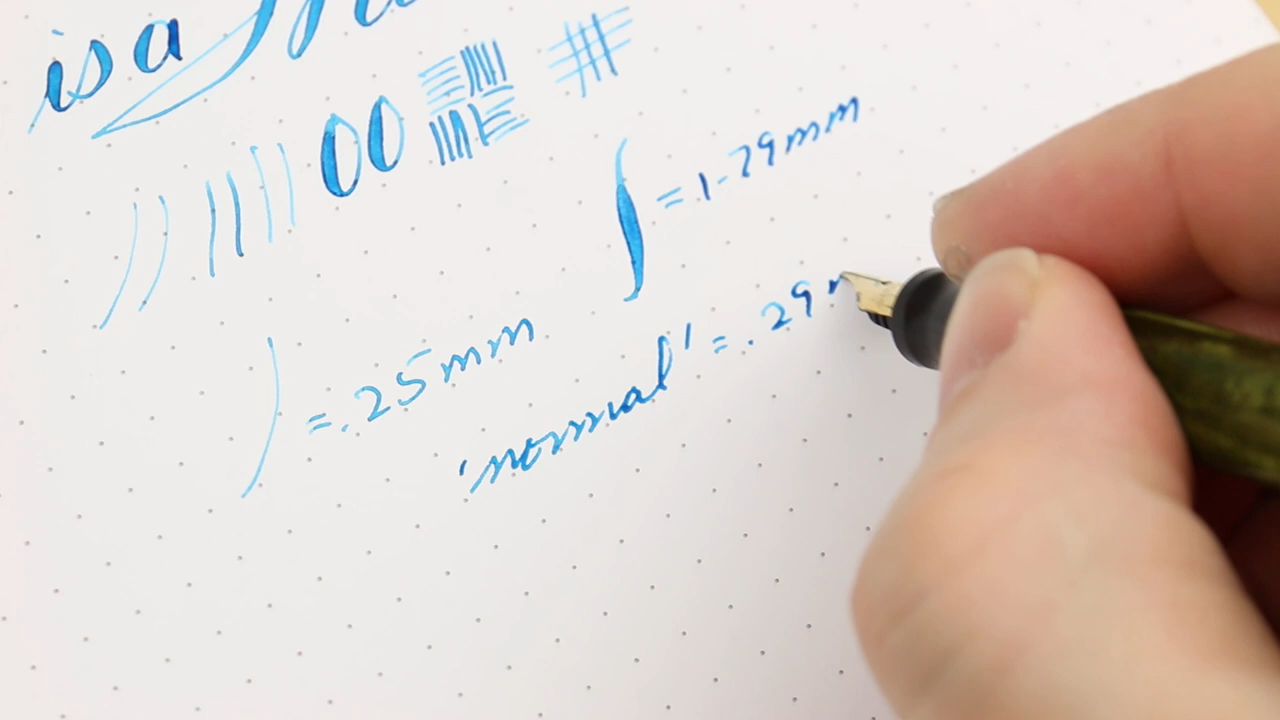 is a
= 1.79mm
= .25mm
'normal' = .29